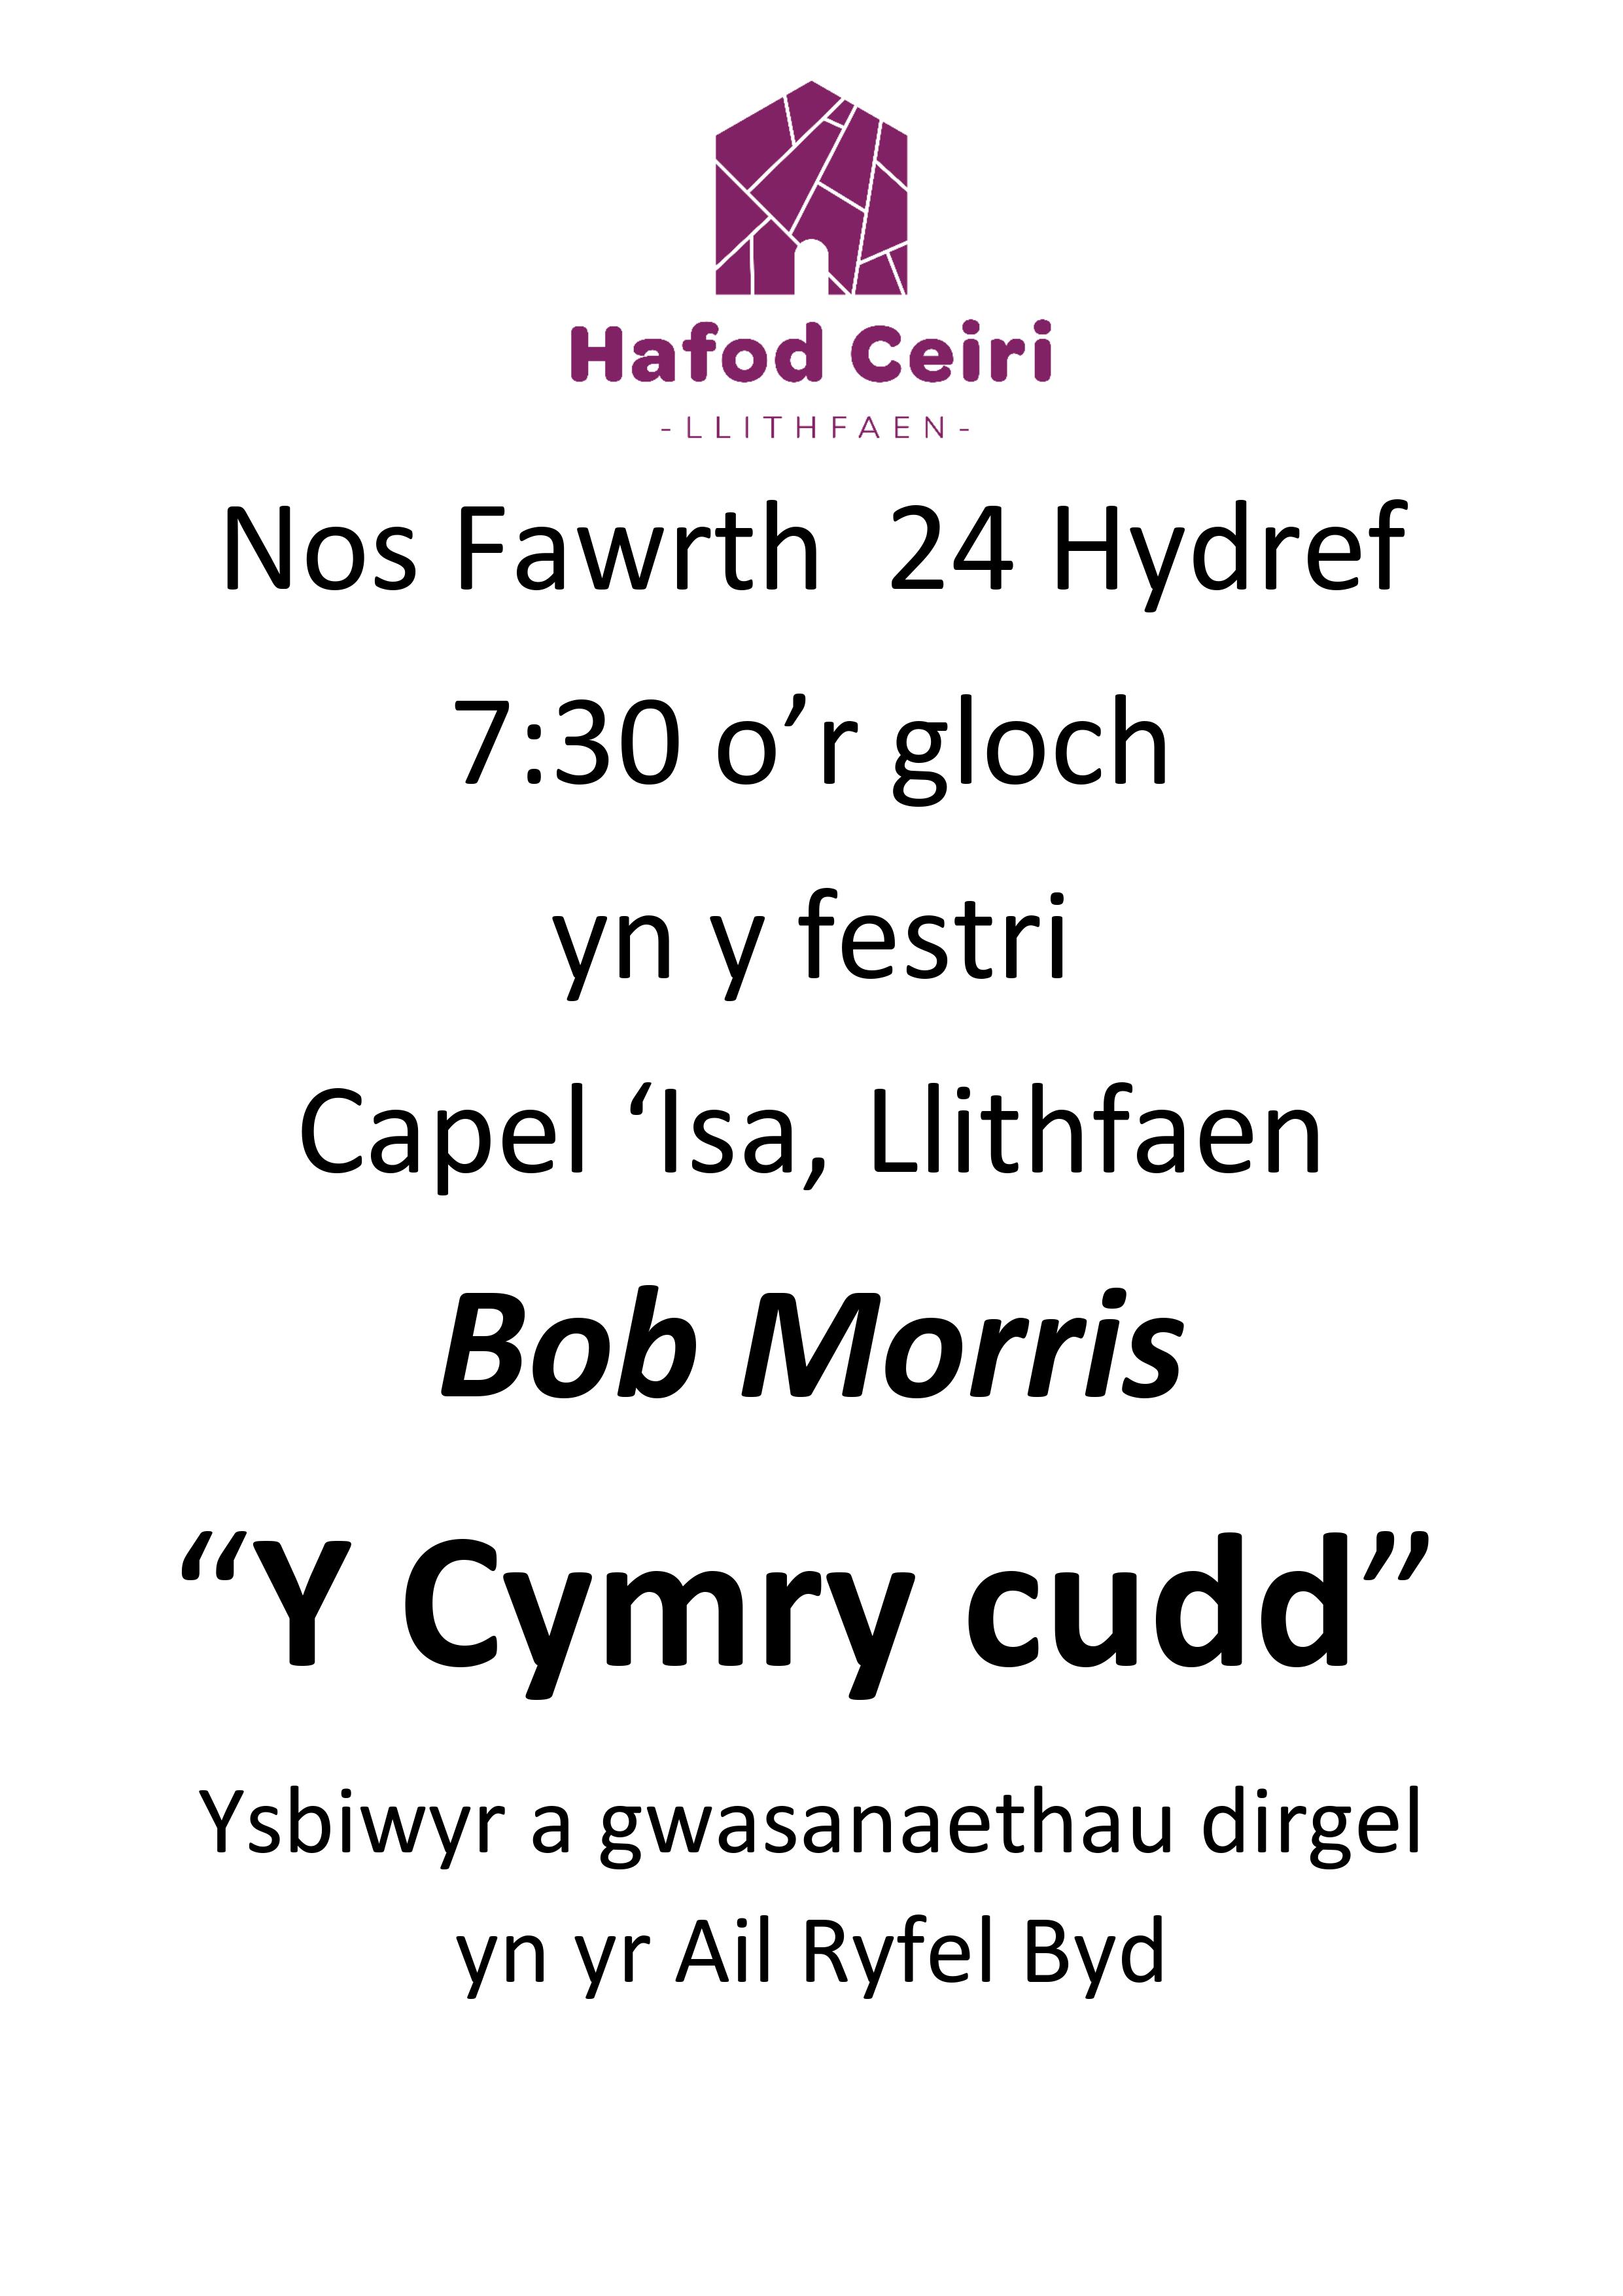 Hafod Ceiri
-LLITHFAEN-
Nos Fawrth  24 Hydref
7:30 o’r gloch
yn y festri
Capel ‘Isa, Llithfaen
Bob Morris
“Y Cymry cudd”
Ysbiwyr a gwasanaethau dirgel
yn yr Ail Ryfel Byd